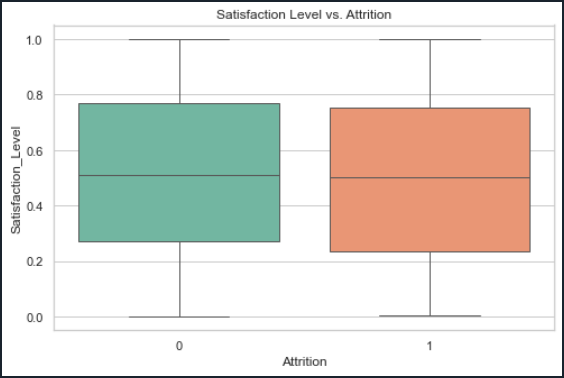 Satisfaction Level vs. Attrition
Satisfaction_Level
1.0
0.8
0.6
0.4
0.2
0.0
0 1
Attrition